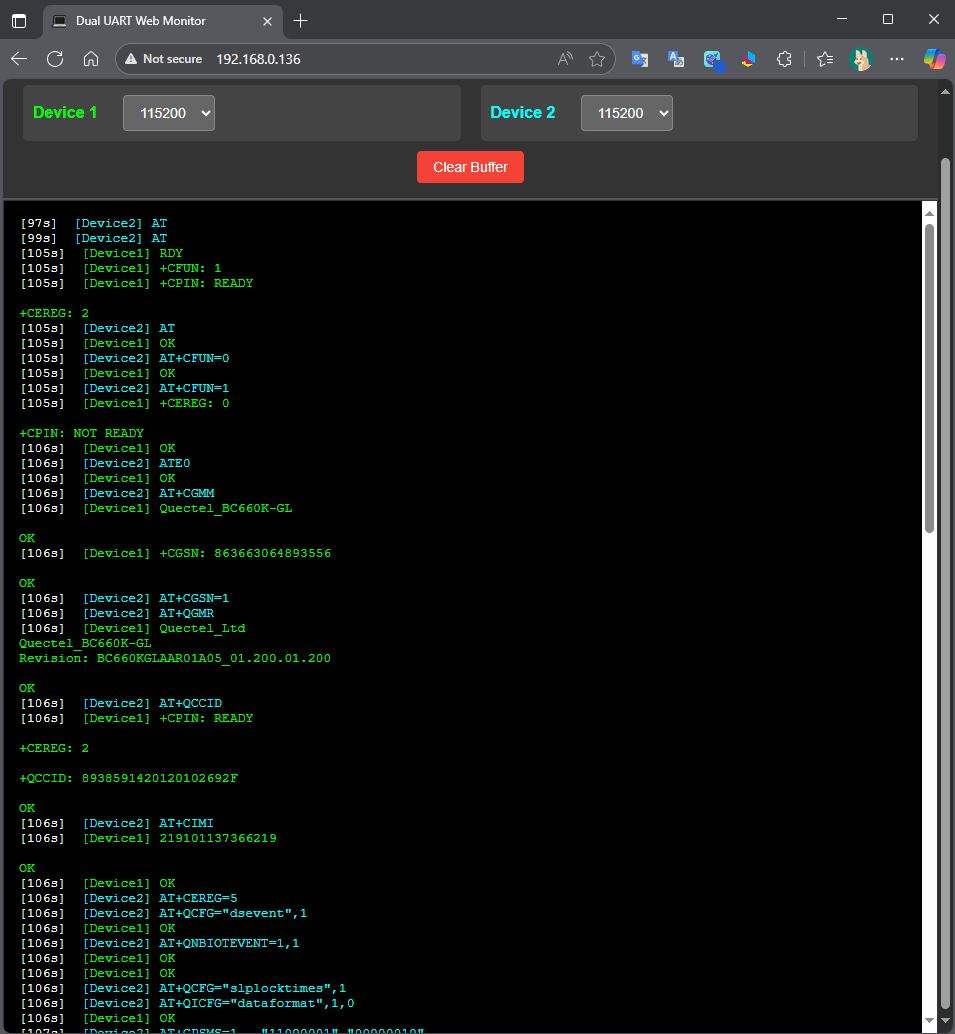 Dual UART Web Monitor
Not secure 192.168.0.136
Device 1 115200
Device 2 115200
Clear Buffer
[97s] [Device2] AT
[99s] [Device2] AT
[105s] [Device1] RDY
[105s] [Device1] +CFUN: 1
[105s] [Device1] +CPIN: READY
+CEREG: 2
[105s] [Device2] AT
[105s] [Device1] OK
[105s] [Device2] AT+CFUN=0
[105s] [Device1] OK
[105s] [Device2] AT+CFUN=1
[105s] [Device1] +CEREG: 0
+CPIN: NOT READY
[106s] [Device1] OK
[106s] [Device2] ATE0
[106s] [Device1] OK
[106s] [Device2] AT+CGMM
[106s] [Device1] Quectel_BC660K-GL
OK
[106s] [Device1] +CGSN: 863663064893556
OK
[106s] [Device2] AT+CGSN=1
[106s] [Device2] AT+QGMR
[106s] [Device1] Quectel_Ltd
Quectel_BC660K-GL
Revision: BC660KGLAAR01A05_01.200.01.200
OK
[106s] [Device2] AT+QCCID
[106s] [Device1] +CPIN: READY
+CEREG: 2
+QCCID: 8938591420120102692F
OK
[106s] [Device2] AT+CIMI
[106s] [Device1] 219101137366219
OK
[106s] [Device1] OK
[106s] [Device2] AT+CEREG=5
[106s] [Device2] AT+QCFG="dsevent",1
[106s] [Device1] OK
[106s] [Device2] AT+QNBIOTEVENT=1,1
[106s] [Device1] OK
[106s] [Device1] OK
[106s] [Device2] AT+QCFG="slplocktimes",1
[106s] [Device2] AT+QICFG="dataformat",1,0
[106s] [Device1] OK
[107s] [Device2] AT+CPSMS=1,,,"11000001","00000010"